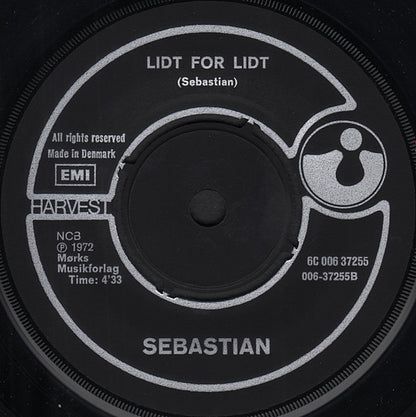 LIDT FOR LIDT
(Sebastian)
All rights reserved
Made in Denmark
EMI
HARVEST
NCB
℗ 1972
Mørks
Musikforlag
Time: 4'33
6C 006 37255
006-37255B
SEBASTIAN